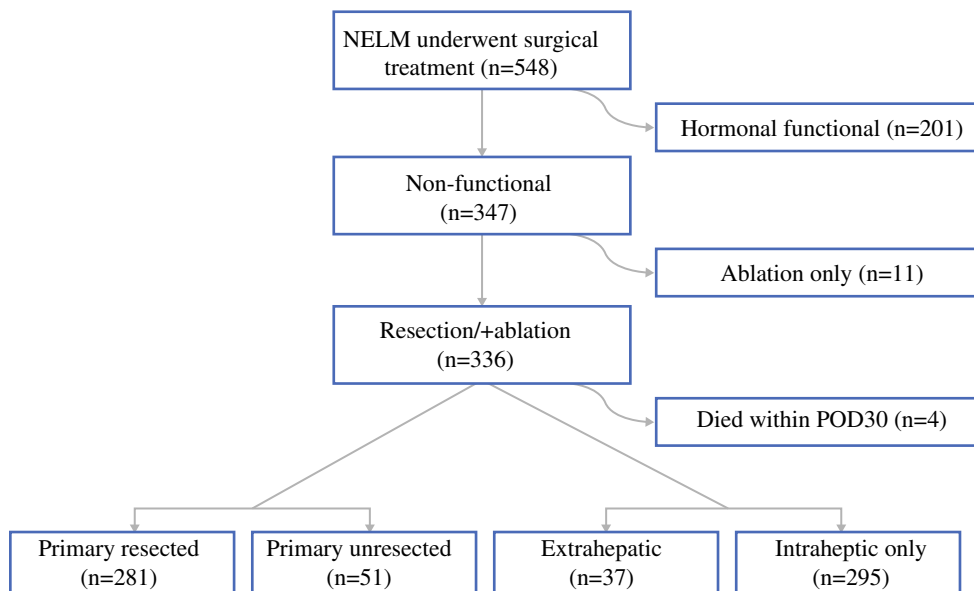 NELM underwent surgical
treatment (n=548)
Hormonal functional (n=201)
Non-functional
(n=347)
Ablation only (n=11)
Resection/+ablation
(n=336)
Died within POD30 (n=4)
Primary resected
(n=281)
Primary unresected
(n=51)
Extrahepatic
(n=37)
Intraheptic only
(n=295)